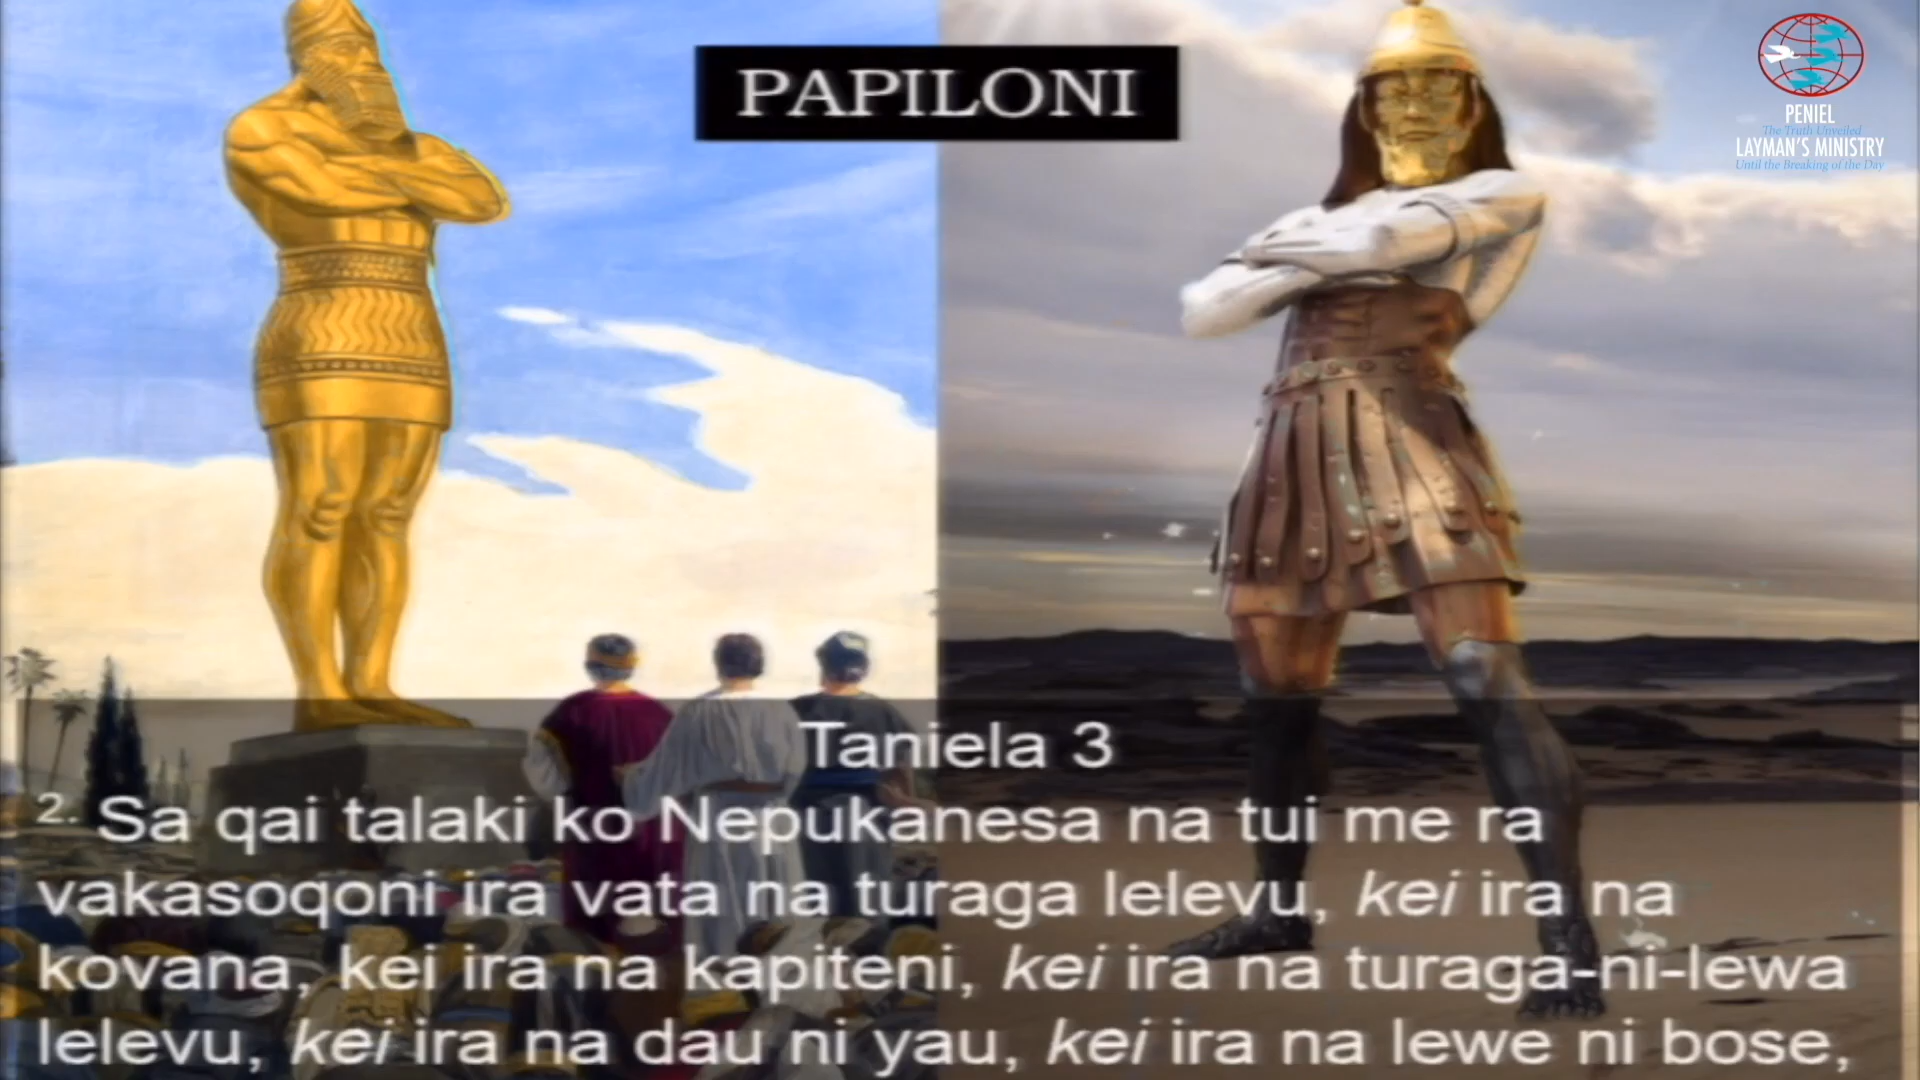 PAPILONI
PENIEL
The Truth Unveiled
LAYMAN'S MINISTRY
Until the Breaking of the Day
Taniela 3
2. Sa qai talaki ko Nepukanesa na tui me ra
vakasoqoni ira vata na turaga lelevu, kei ira na
kovana, kei ira na kapiteni, kei ira na turaga-ni-lewa
lelevu, kei ira na dau ni yau, kei ira na lewe ni bose,